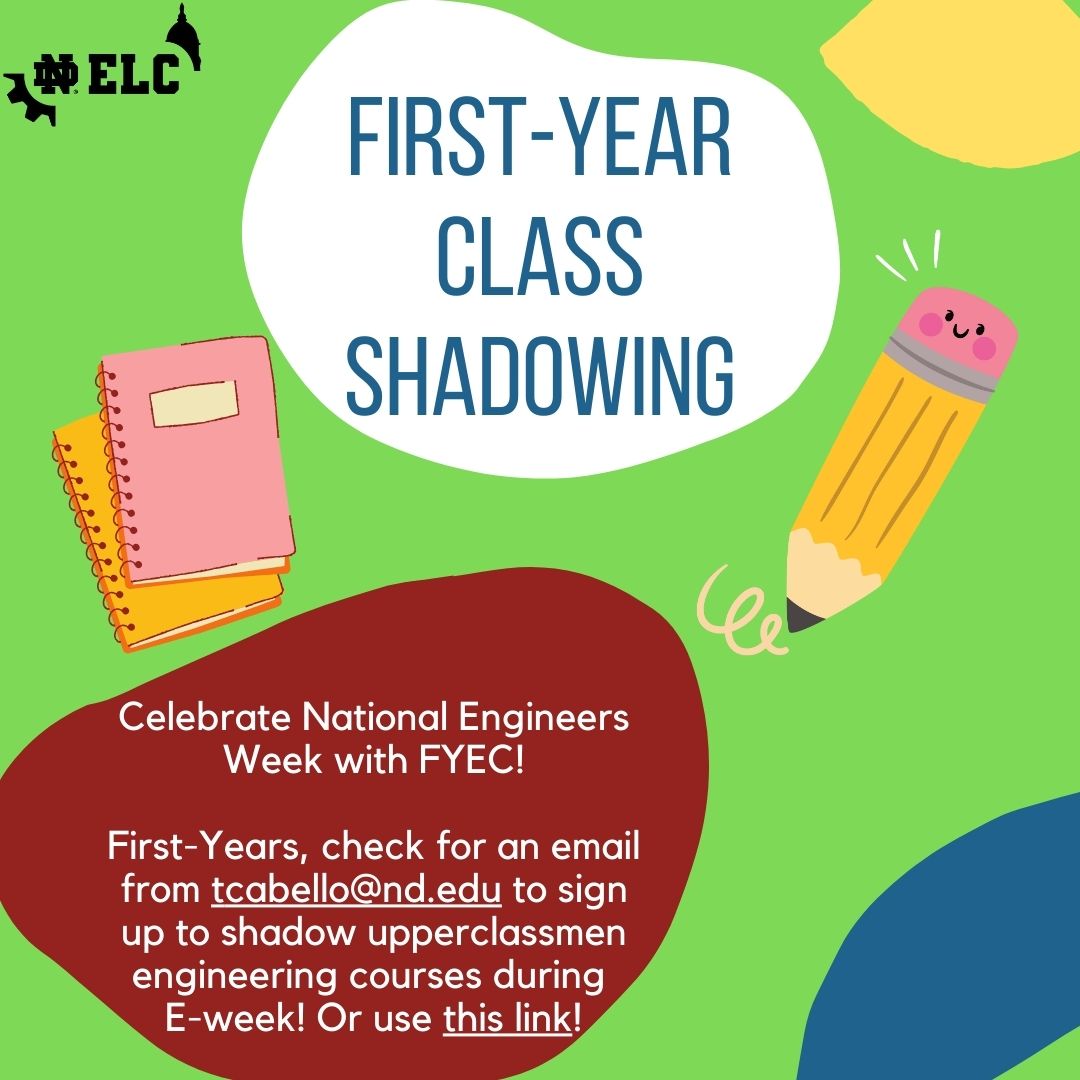 ND ELC
FIRST-YEAR
CLASS
SHADOWING
Celebrate National Engineers
Week with FYEC!
First-Years, check for an email
from tcabello@nd.edu to sign
up to shadow upperclassmen
engineering courses during
E-week! Or use this link!